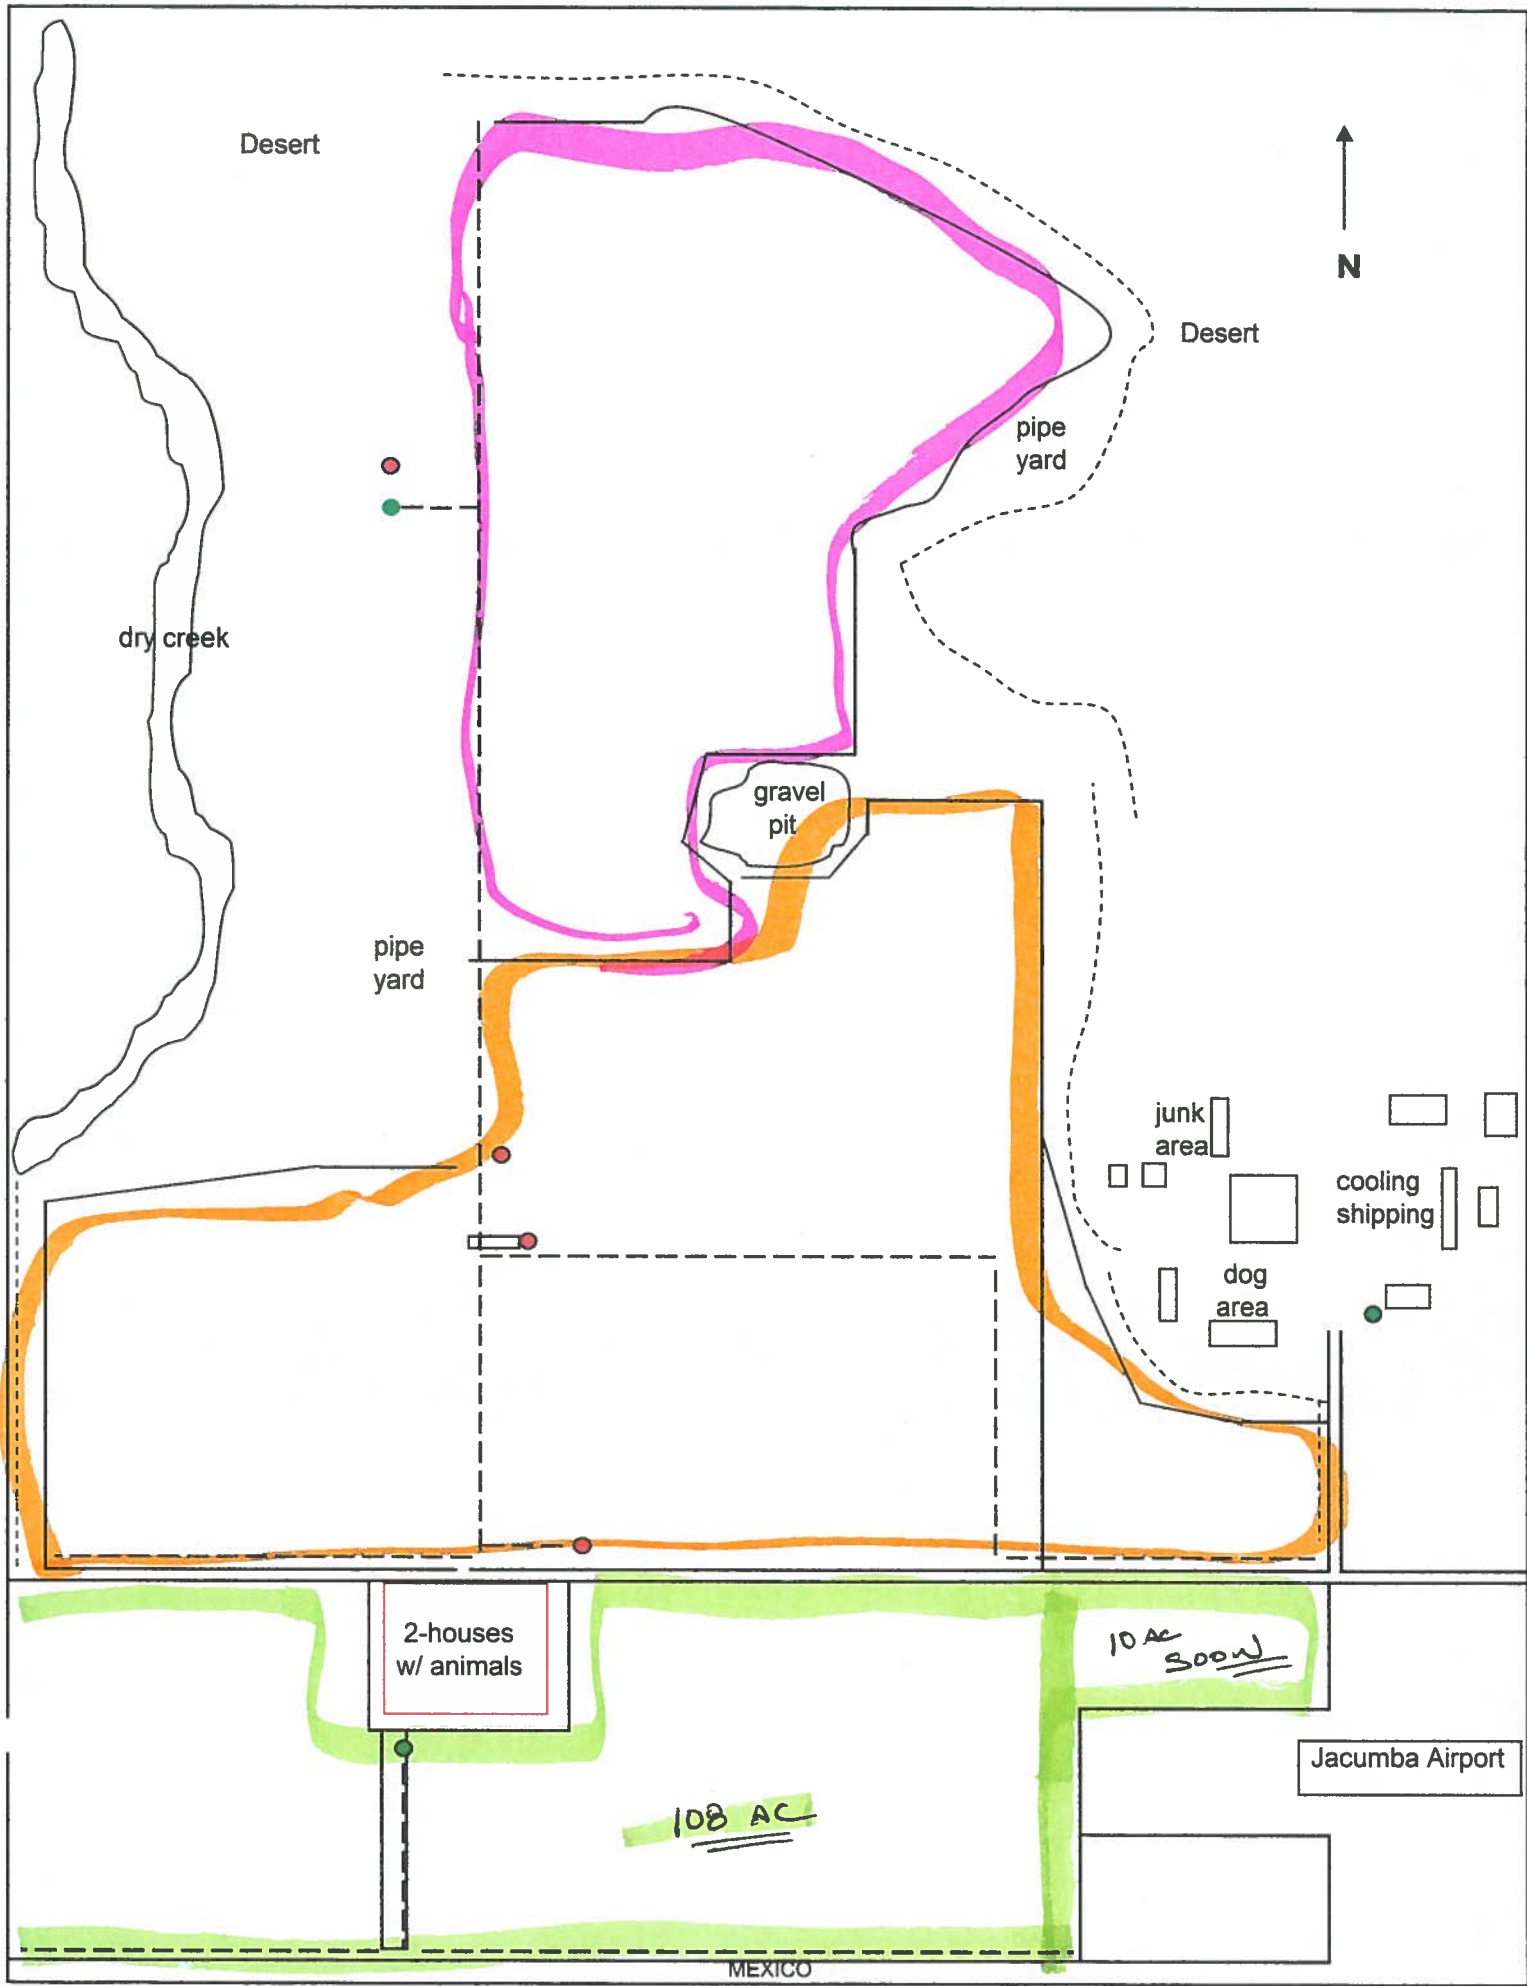 Desert
N
Desert
pipe
yard
dry creek
gravel
pit
pipe
yard
junk
area
cooling
shipping
dog
area
2-houses
w/ animals
10 AC
SOON
Jacumba Airport
108 AC
MEXICO